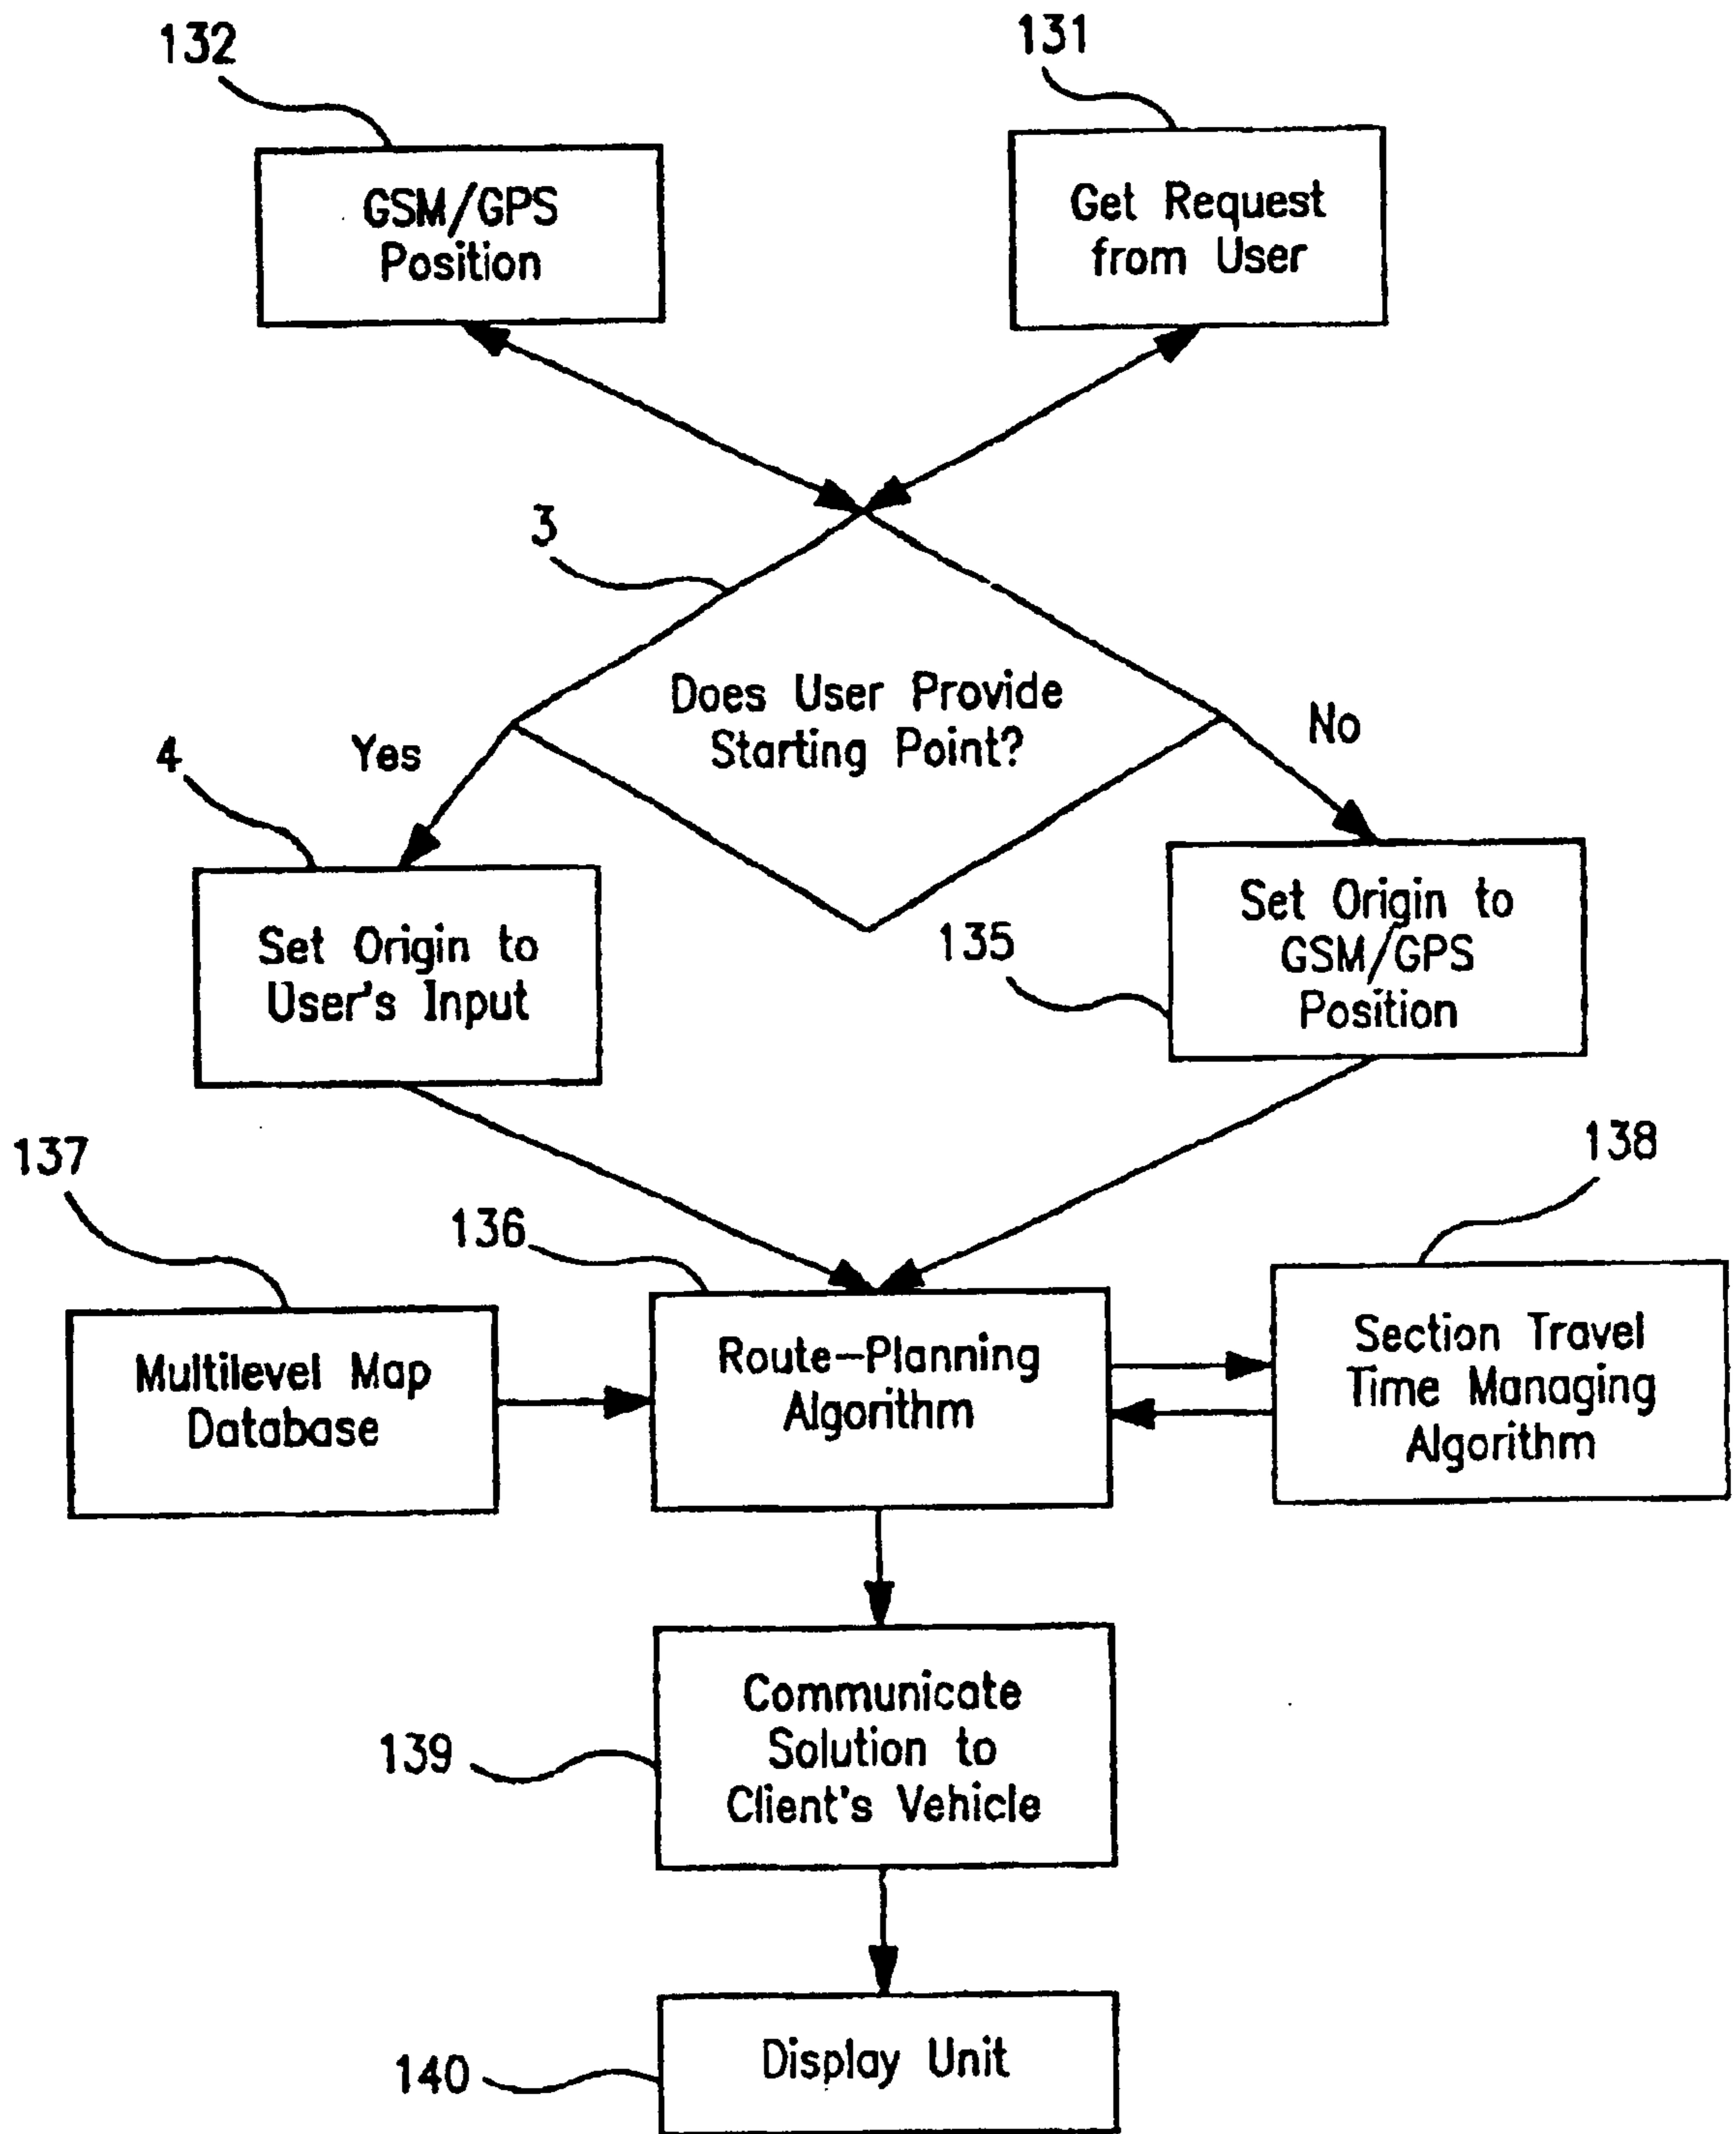 132
131
GSM/GPS
Position
Get Request
from User
3
Does User Provide
Starting Point?
Yes
No
4
Set Origin to
User's Input
135
Set Origin to
GSM/GPS
Position
137
136
138
Multilevel Map
Database
Route-Planning
Algorithm
Section Travel
Time Managing
Algorithm
139
Communicate
Solution to
Client's Vehicle
140
Display Unit